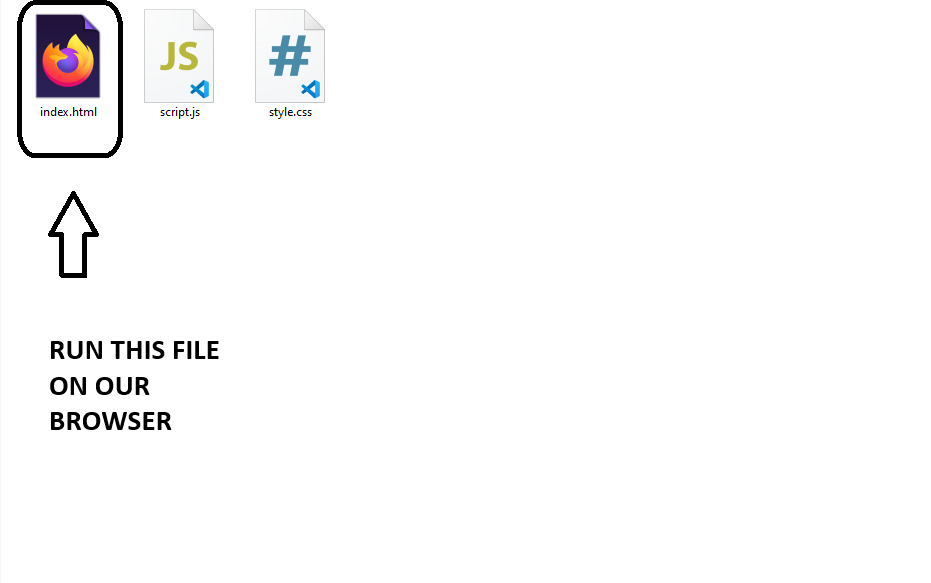 JS
#
index.html
script.js
style.css
RUN THIS FILE
ON OUR
BROWSER